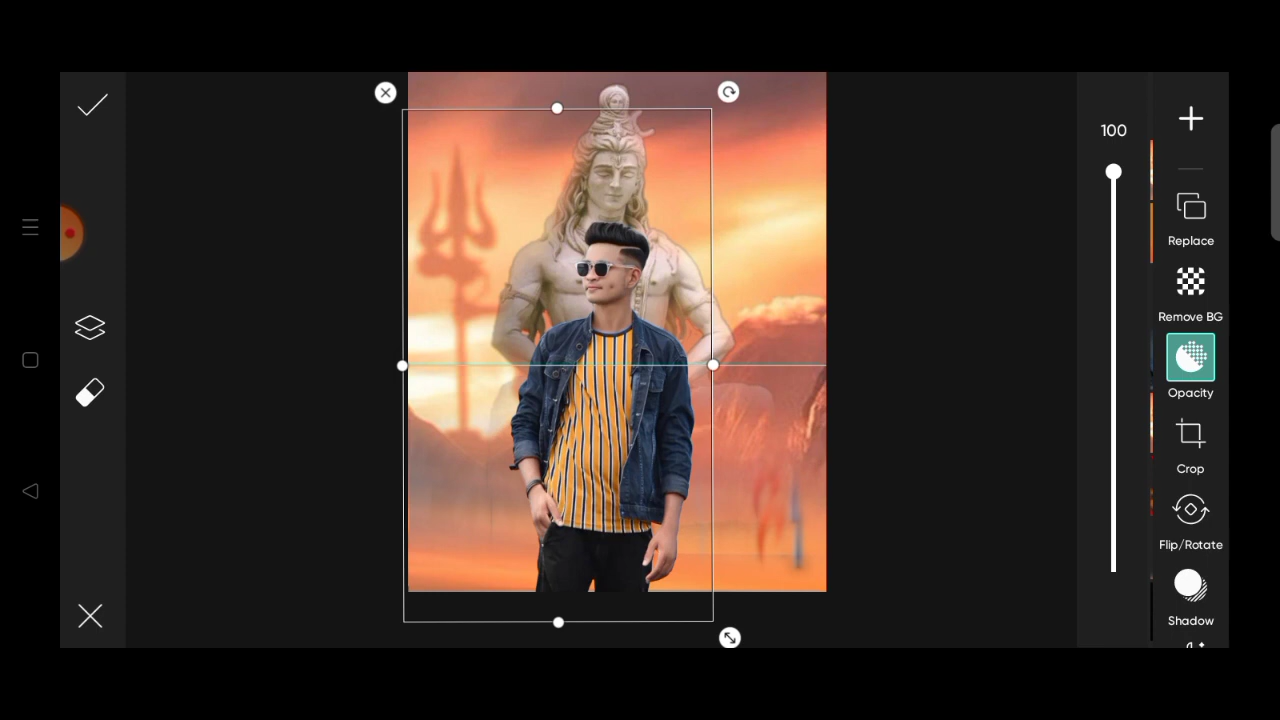 100
Replace
Remove BG
Opacity
Crop
Flip/Rotate
Shadow